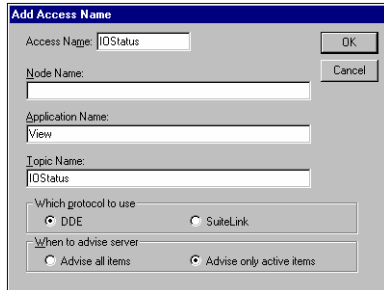 Add Access Name
Access Name: IOStatus
OK
Node Name:
Cancel
Application Name:
View
Topic Name:
IOStatus
Which protocol to use
DDE SuiteLink
When to advise server
Advise all items Advise only active items